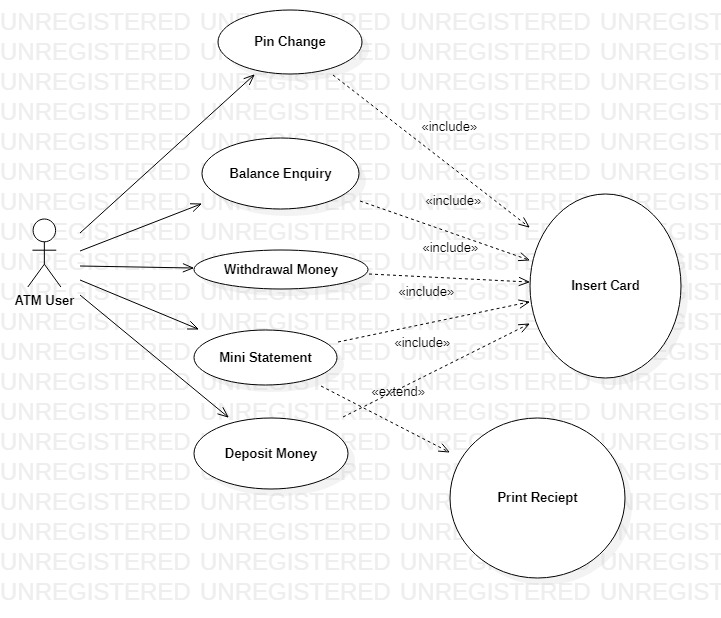 UNREGISTERED UNREGISTERED UNREGISTERED UNREGIST
Pin Change
«include»
Balance Enquiry
«include»
«include»
Withdrawal Money
Insert Card
«include»
ATM User
«include»
Mini Statement
«extend»
Deposit Money
Print Reciept